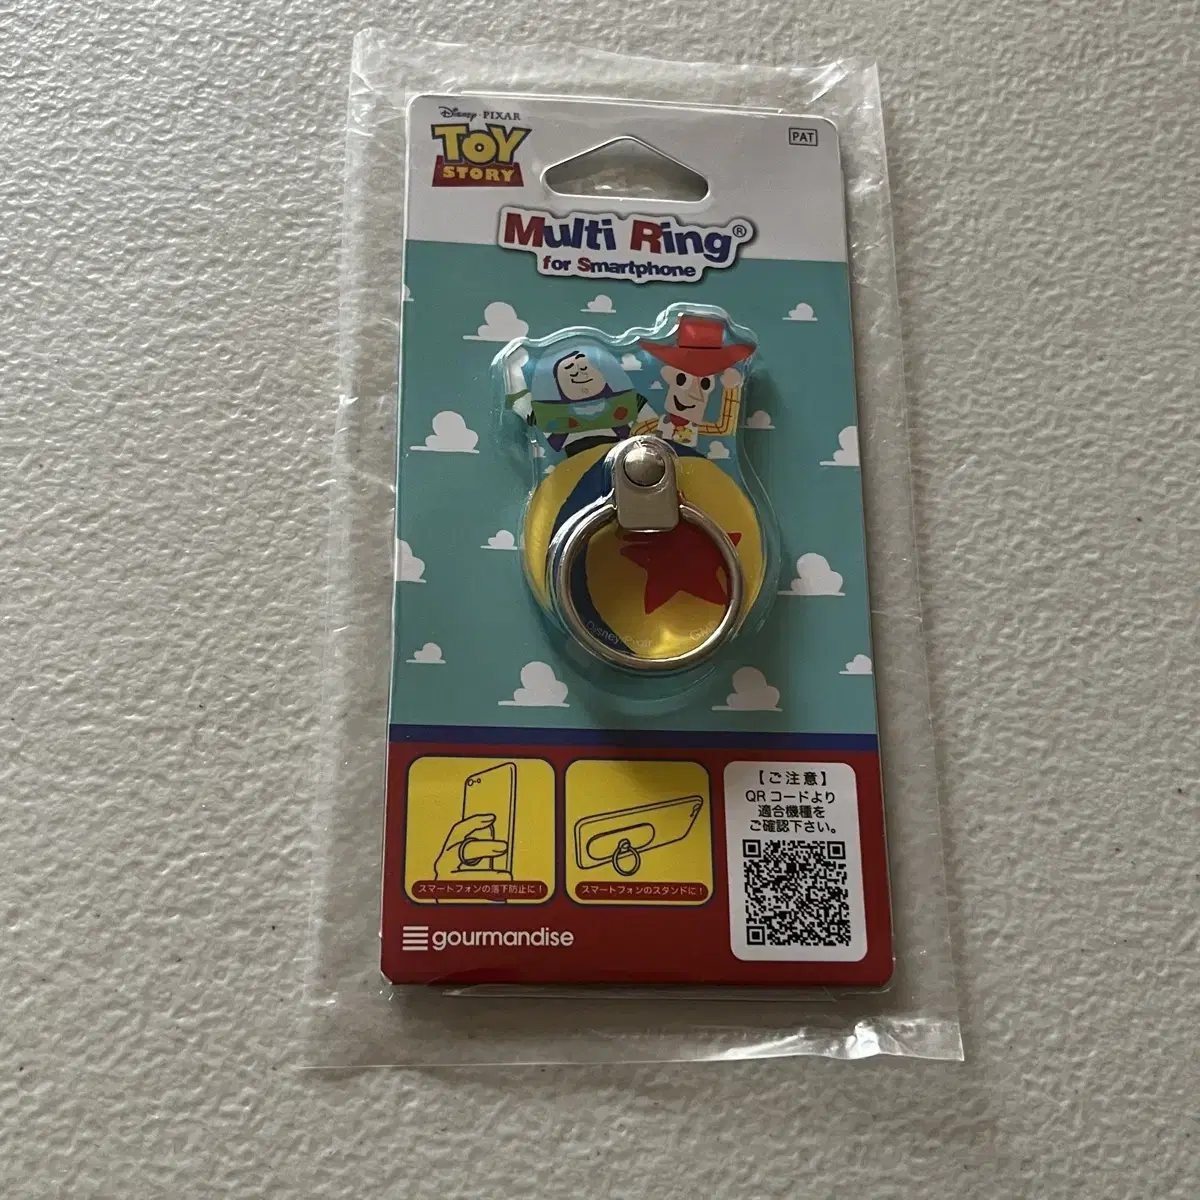 Disney·PIXAR
TOY
STORY
PAT
Multi Ring®
for Smartphone
Disney/Pixar
【ご注意】
QRコードより
適合機種を
ご確認下さい。
スマートフォンの落下防止に!
スマートフォンのスタンドに!
gourmandise